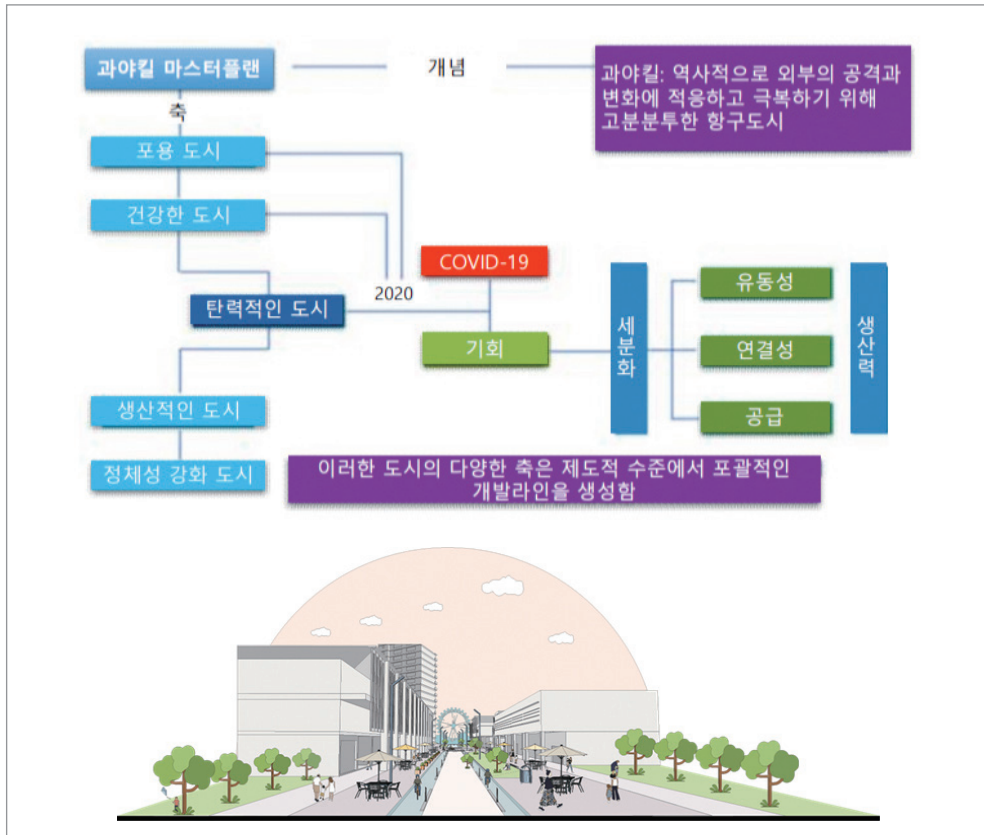 과야킬 마스터플랜
개념
과야킬: 역사적으로 외부의 공격과
변화에 적응하고 극복하기 위해
고분분투한 항구도시
축
포용 도시
건강한 도시
COVID-19
2020
탄력적인 도시
기회
세분화
유동성
연결성
공급
생산력
생산적인 도시
정체성 강화 도시
이러한 도시의 다양한 축은 제도적 수준에서 포괄적인
개발라인을 생성함